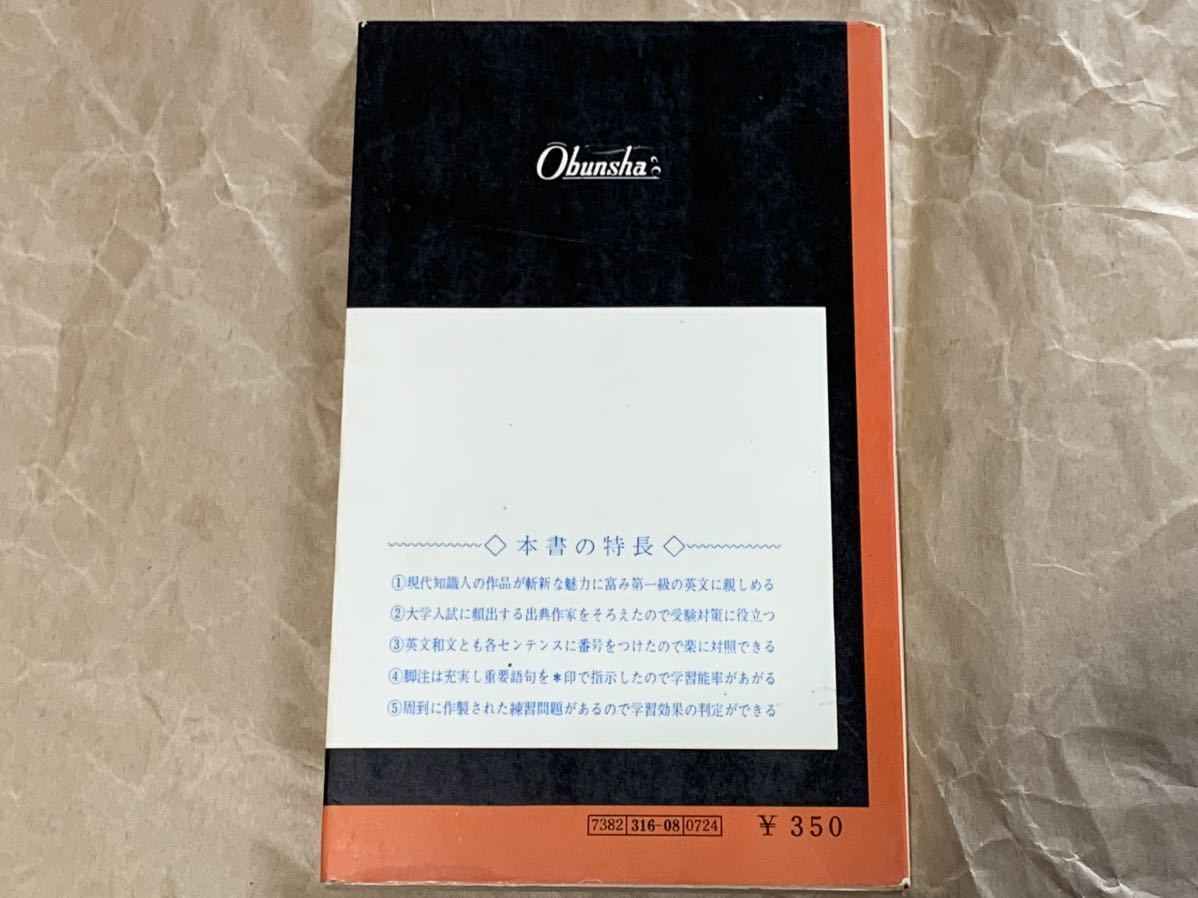 Obunsha
本書の特長
①現代知識人の作品が斬新な魅力に富み第一級の英文に親しめる
②大学入試に頻出する出典作家をそろえたので受験対策に役立つ
③英文和文とも各センテンスに番号をつけたので楽に対照できる
④脚注は充実し重要語句を＊印で指示したので学習能率があがる
⑤周到に作製された練習問題があるので学習効果の判定ができる
7382 316-08 0724 ¥350